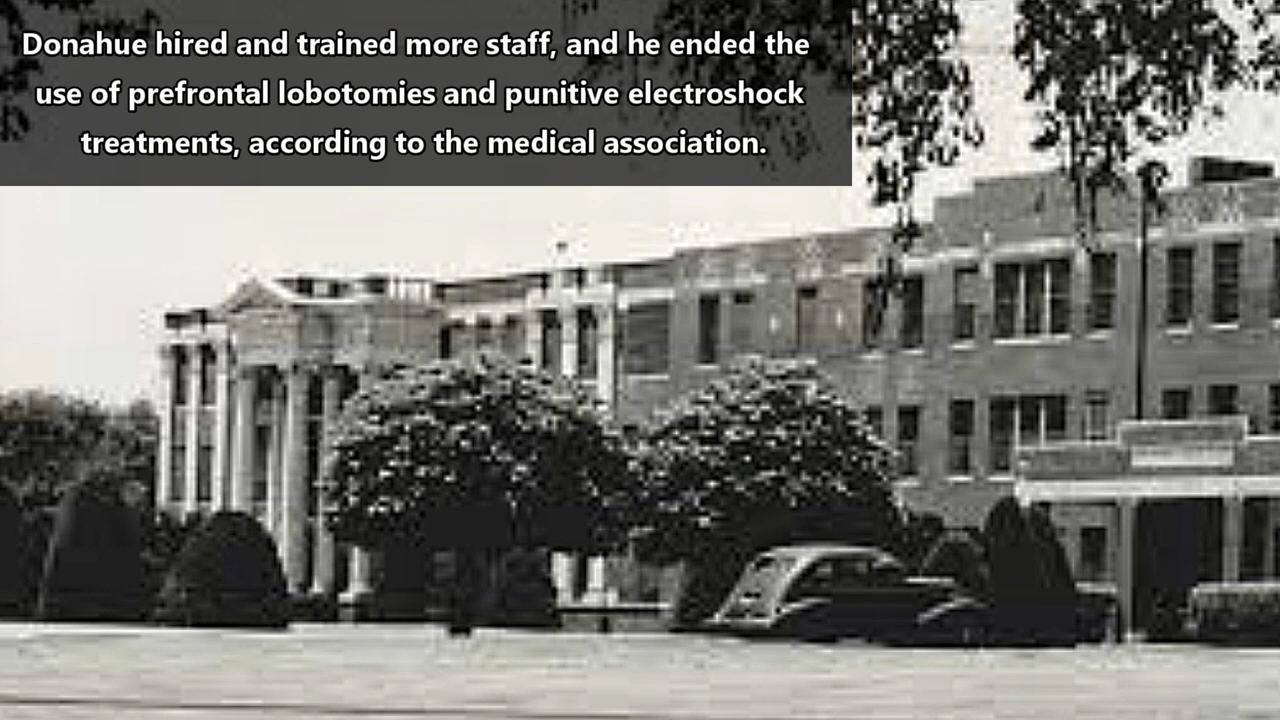 Donahue hired and trained more staff, and he ended the
use of prefrontal lobotomies and punitive electroshock
treatments, according to the medical association.